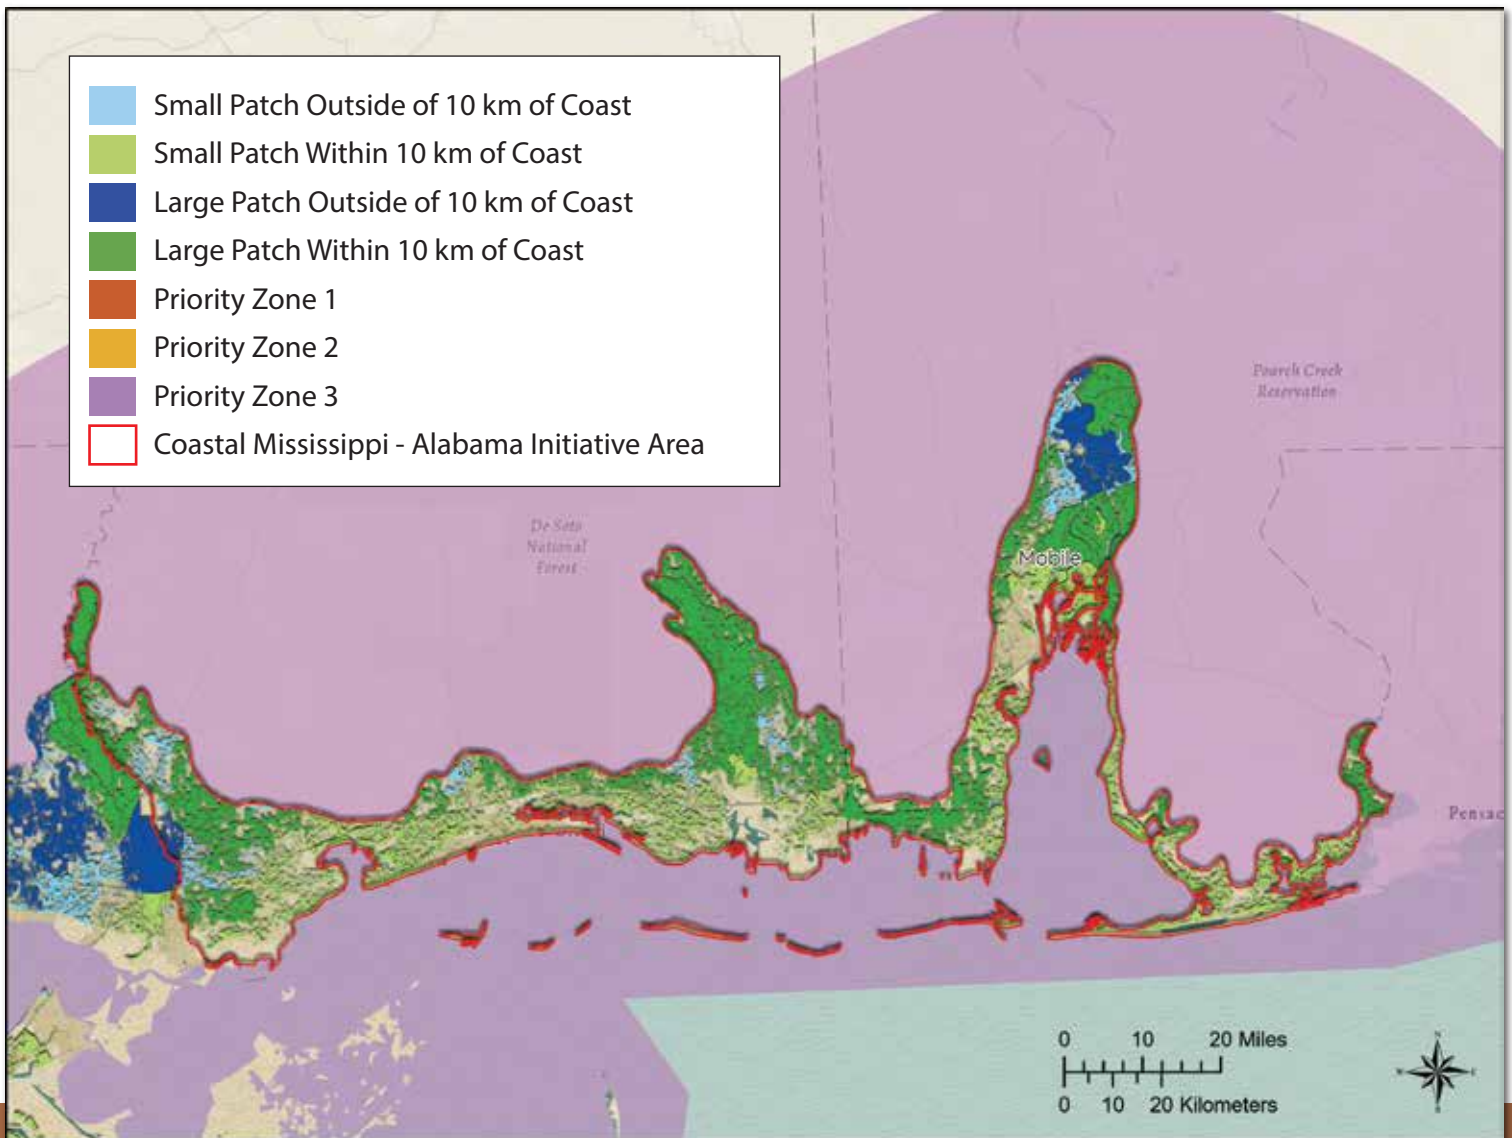 Small Patch Outside of 10 km of Coast
Small Patch Within 10 km of Coast
Large Patch Outside of 10 km of Coast
Large Patch Within 10 km of Coast
Priority Zone 1
Priority Zone 2
Priority Zone 3
Coastal Mississippi - Alabama Initiative Area
Poarch Creek
Reservation
De Soto
National
Forest
Mobile
Pensac
0 10 20 Miles
0 10 20 Kilometers
N
W E
S